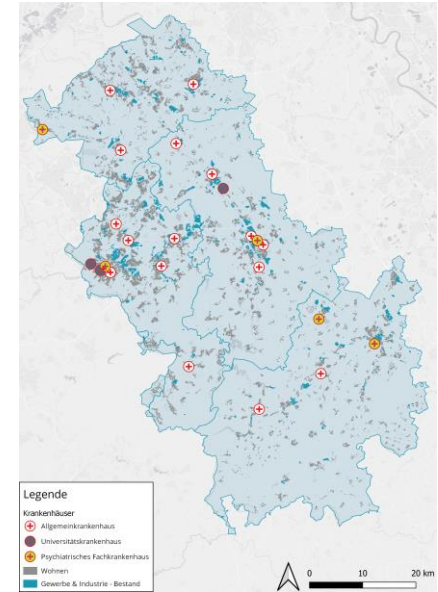 Legende
Krankenhäuser
Allgemeinkrankenhaus
Universitätskrankenhaus
Psychiatrisches Fachkrankenhaus
Wohnen
Gewerbe & Industrie - Bestand
0 10 20 km